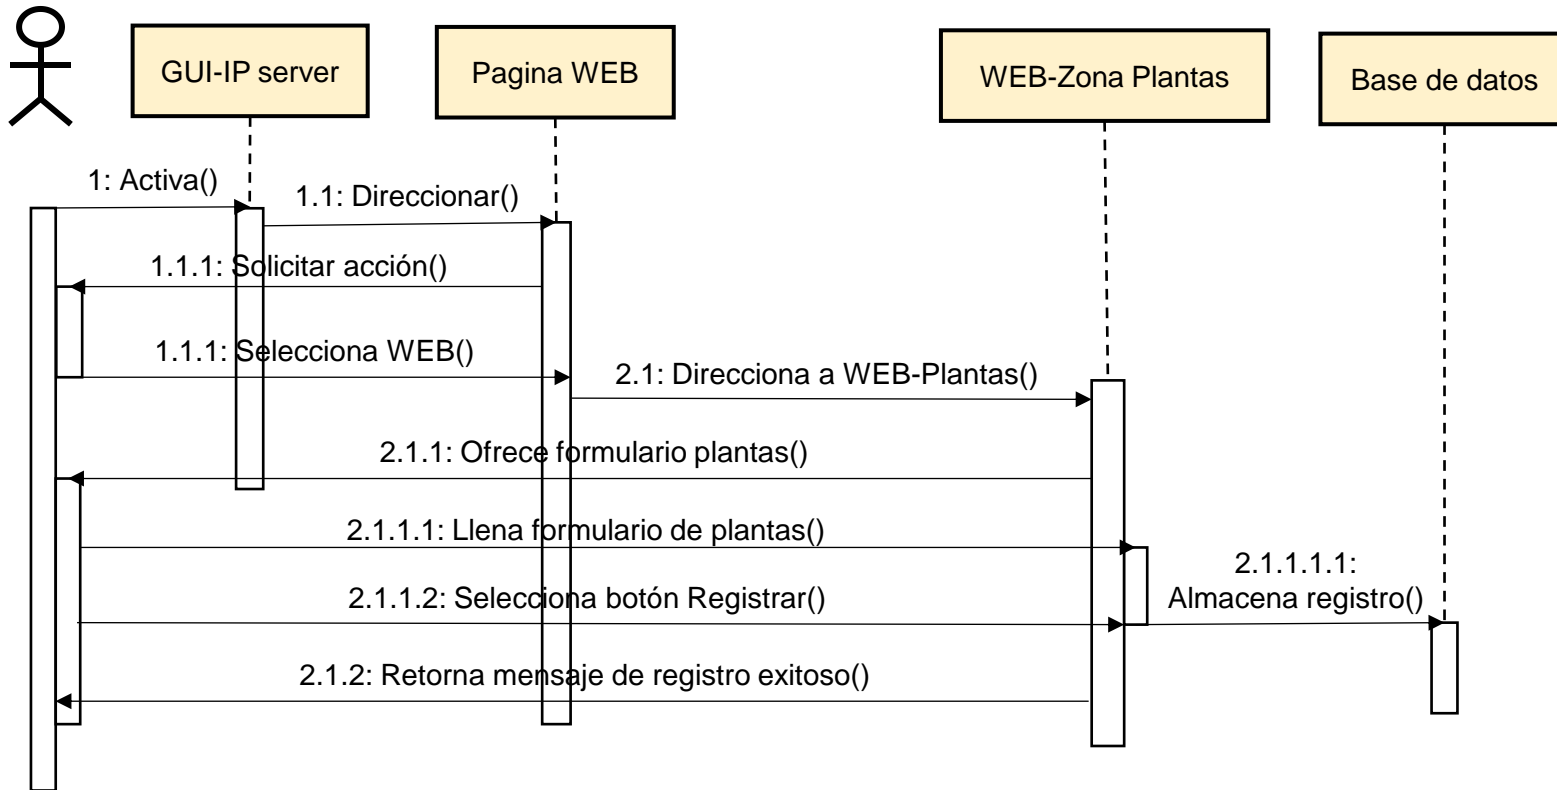 GUI-IP server
Pagina WEB
WEB-Zona Plantas
Base de datos
1: Activa()
1.1: Direccionar()
1.1.1: Solicitar acción()
1.1.1: Selecciona WEB()
2.1: Direcciona a WEB-Plantas()
2.1.1: Ofrece formulario plantas()
2.1.1.1: Llena formulario de plantas()
2.1.1.2: Selecciona botón Registrar()
2.1.1.1.1:
Almacena registro()
2.1.2: Retorna mensaje de registro exitoso()